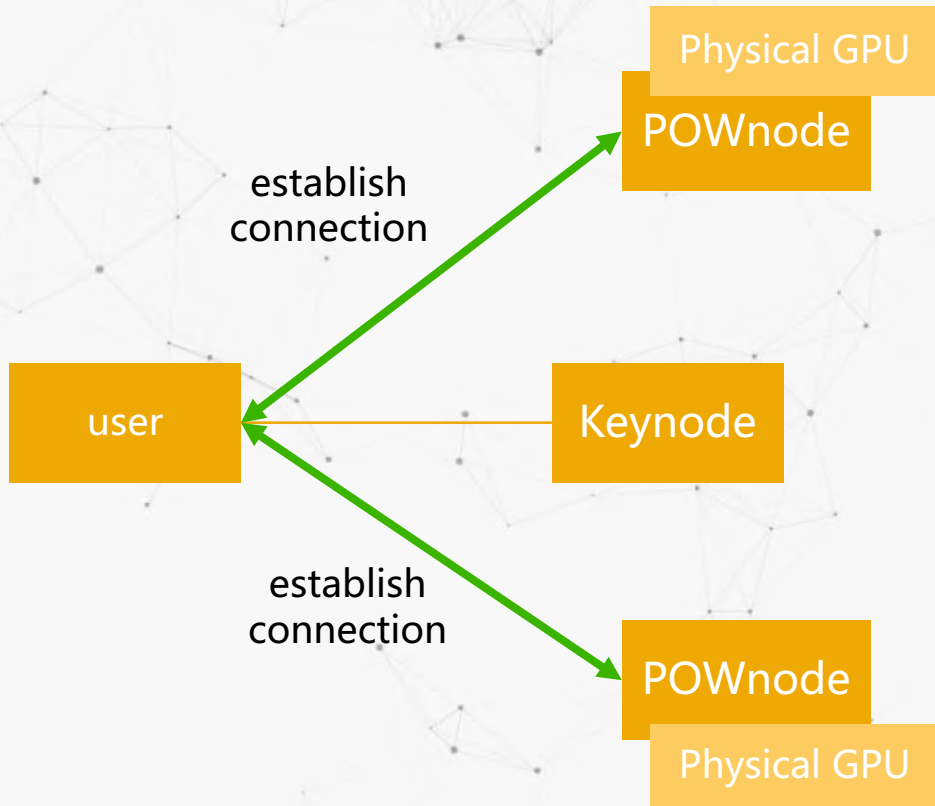 Physical GPU
POWnode
establish
connection
user
Keynode
establish
connection
POWnode
Physical GPU